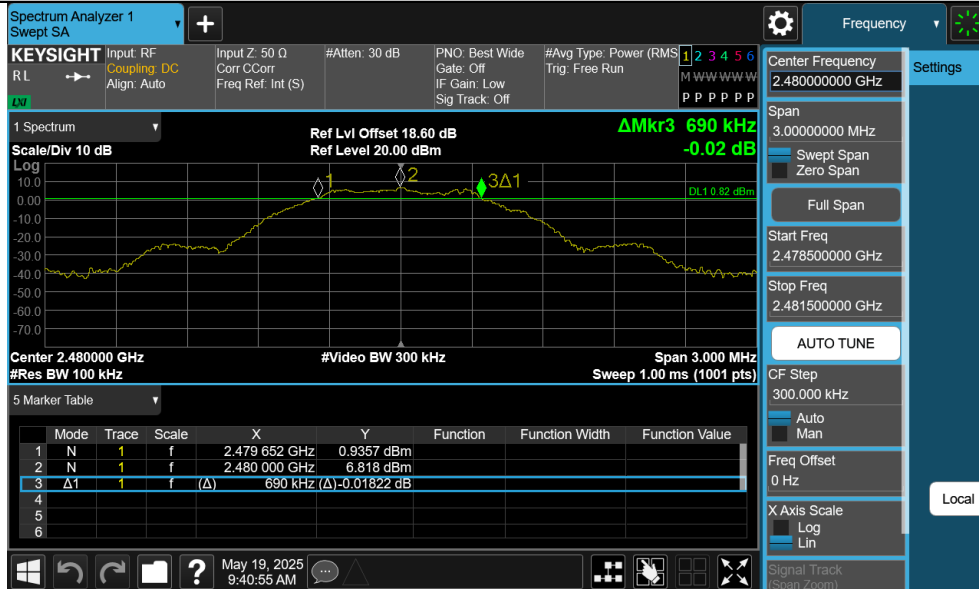 Spectrum Analyzer 1
Swept SA
+
Frequency
KEYSIGHT
RL
LXI
Input: RF
Coupling: DC
Align: Auto
Input Z: 50 Ω
Corr CCorr
Freq Ref: Int (S)
#Atten: 30 dB
PNO: Best Wide
Gate: Off
IF Gain: Low
Sig Track: Off
#Avg Type: Power (RMS
Trig: Free Run
1 2 3 4 5 6
M W W W W W
P P P P P P
Center Frequency
2.480000000 GHz
Settings
1 Spectrum
Scale/Div 10 dB
Ref Lvl Offset 18.60 dB
Ref Level 20.00 dBm
ΔMkr3 690 kHz
-0.02 dB
Span
3.00000000 MHz
Swept Span
Zero Span
Full Span
Log
10.0
0.00
-10.0
-20.0
-30.0
-40.0
-50.0
-60.0
-70.0
1
2
3Δ1
DL1 0.82 dBm
Start Freq
2.478500000 GHz
Stop Freq
2.481500000 GHz
AUTO TUNE
Center 2.480000 GHz
#Res BW 100 kHz
#Video BW 300 kHz
Span 3.000 MHz
Sweep 1.00 ms (1001 pts)
CF Step
300.000 kHz
Auto
Man
5 Marker Table
Mode Trace Scale X Y Function Function Width Function Value
1 N 1 f 2.479 652 GHz 0.9357 dBm
2 N 1 f 2.480 000 GHz 6.818 dBm
3 Δ1 1 f (Δ) 690 kHz (Δ)-0.01822 dB
4
5
6
Freq Offset
0 Hz
Local
X Axis Scale
Log
Lin
Signal Track
(Span Zoom)
?
May 19, 2025
9:40:55 AM